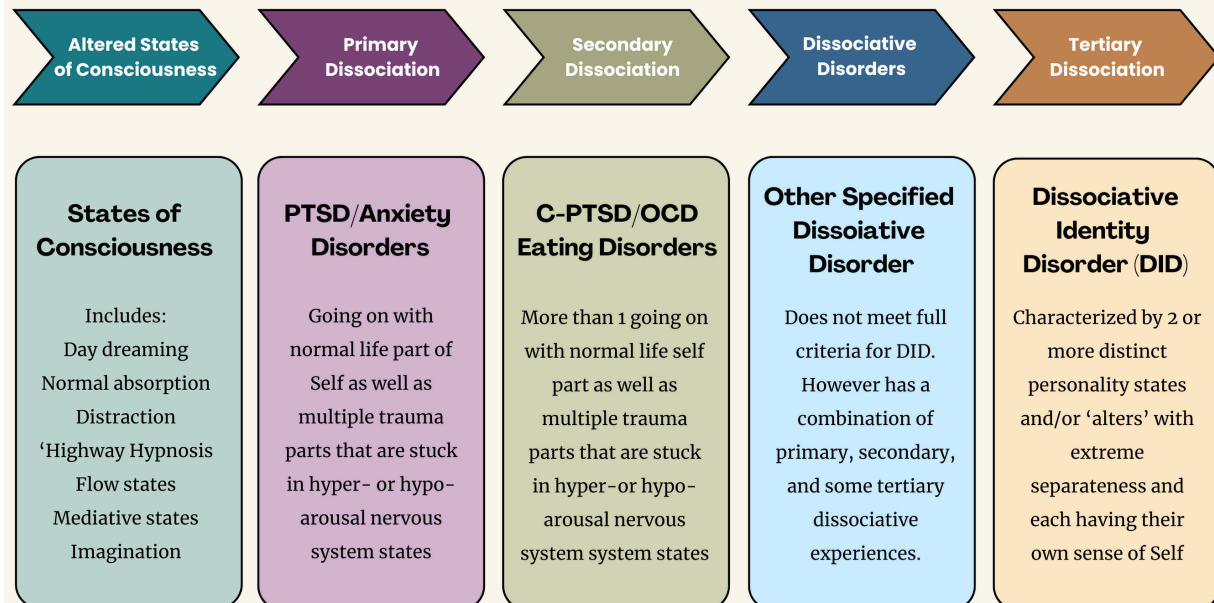 Altered States
of Consciousness
Primary
Dissociation
Secondary
Dissociation
Dissociative
Disorders
Tertiary
Dissociation
States of
Consciousness
Includes:
Day dreaming
Normal absorption
Distraction
‘Highway Hypnosis
Flow states
Mediative states
Imagination
PTSD/Anxiety
Disorders
Going on with
normal life part of
Self as well as
multiple trauma
parts that are stuck
in hyper- or hypo-
arousal nervous
system states
C-PTSD/OCD
Eating Disorders
More than 1 going on
with normal life self
part as well as
multiple trauma
parts that are stuck
in hyper-or hypo-
arousal nervous
system system states
Other Specified
Dissoiative
Disorder
Does not meet full
criteria for DID.
However has a
combination of
primary, secondary,
and some tertiary
dissociative
experiences.
Dissociative
Identity
Disorder (DID)
Characterized by 2 or
more distinct
personality states
and/or ‘alters’ with
extreme
separateness and
each having their
own sense of Self